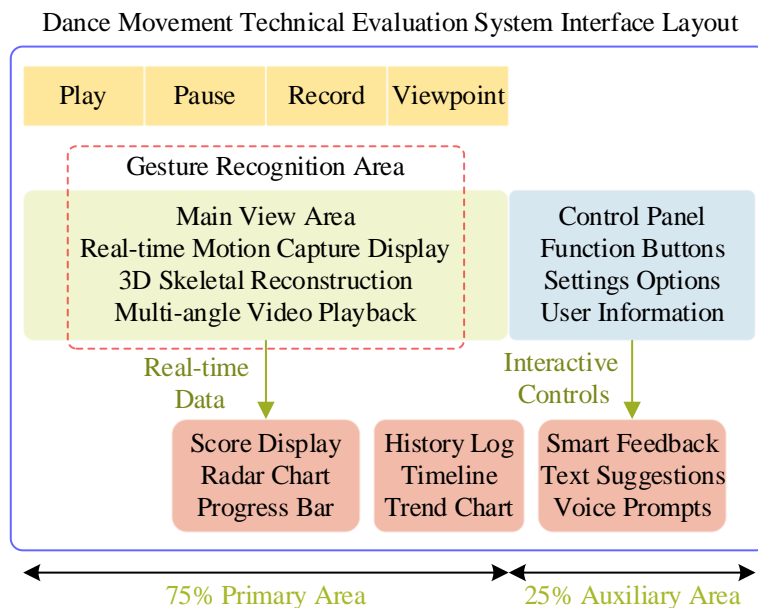 Dance Movement Technical Evaluation System Interface Layout
Play Pause Record Viewpoint
Gesture Recognition Area
Main View Area
Real-time Motion Capture Display
3D Skeletal Reconstruction
Multi-angle Video Playback
Control Panel
Function Buttons
Settings Options
User Information
Real-time
Data
Interactive
Controls
Score Display
Radar Chart
Progress Bar
History Log
Timeline
Trend Chart
Smart Feedback
Text Suggestions
Voice Prompts
75% Primary Area
25% Auxiliary Area